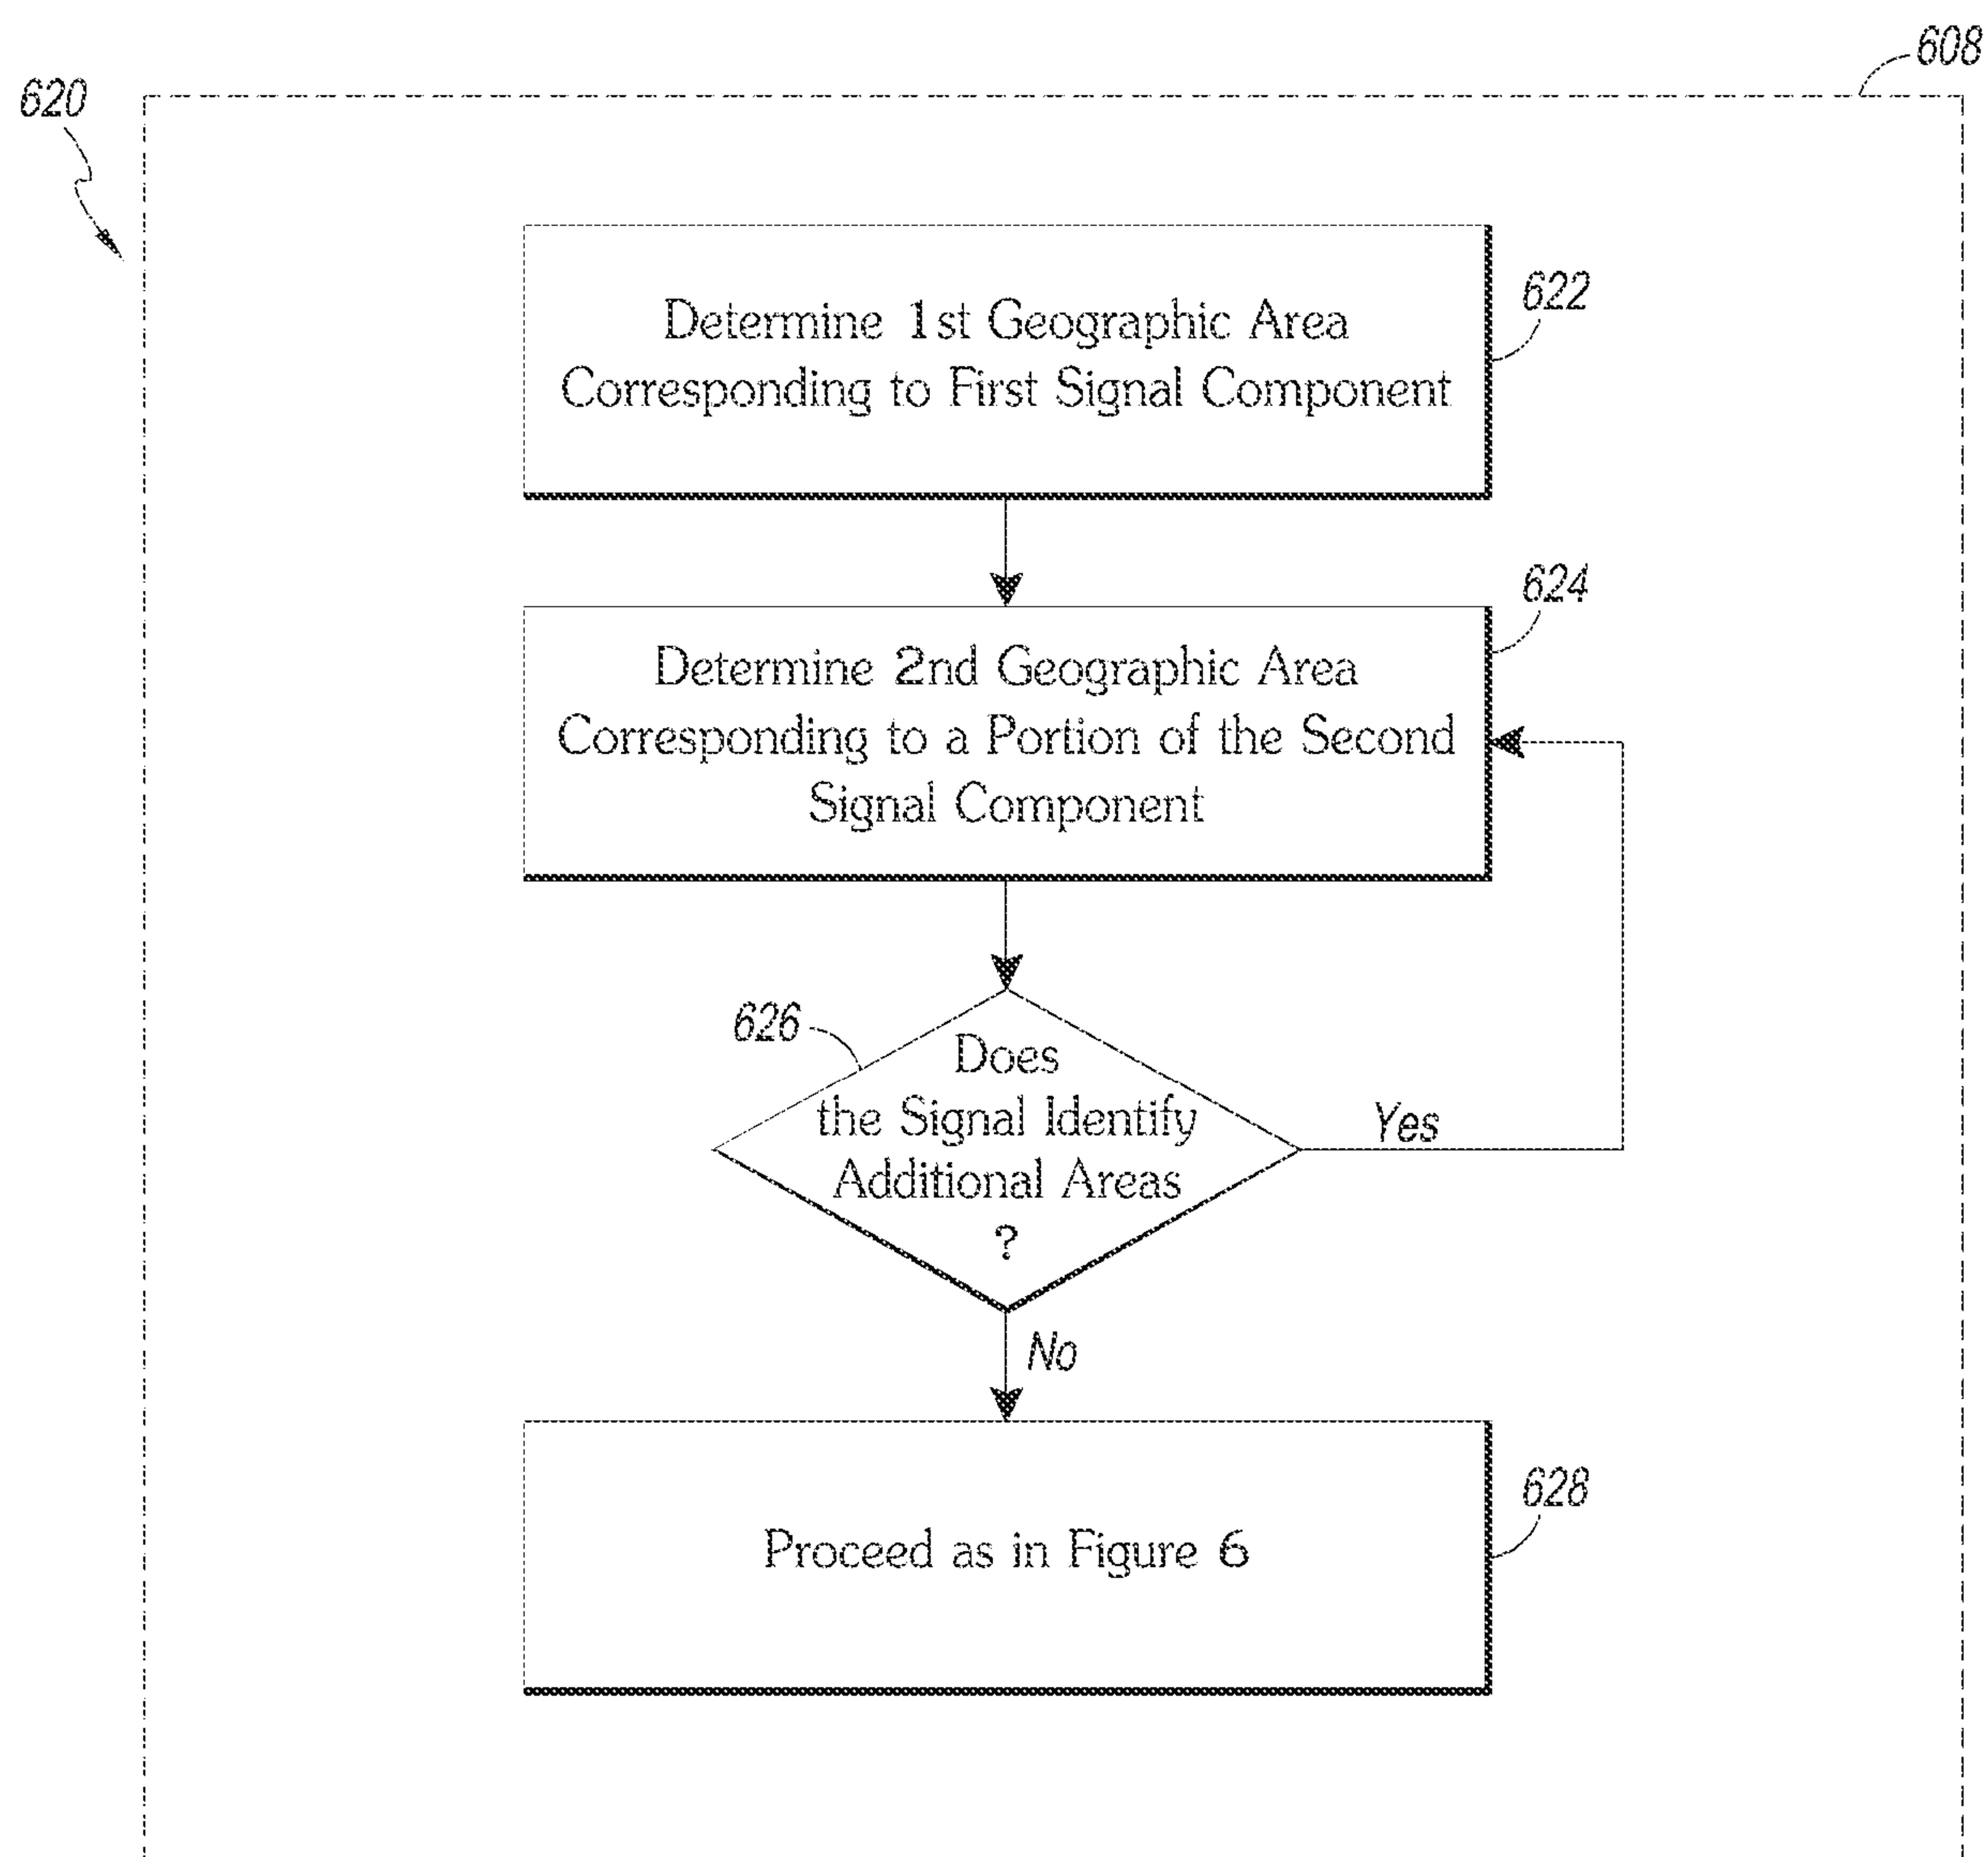 608
620
Determine 1st Geographic Area
Corresponding to First Signal Component
622
624
Determine 2nd Geographic Area
Corresponding to a Portion of the Second
Signal Component
626
Does
the Signal Identify
Additional Areas
?
Yes
No
Proceed as in Figure 6
628